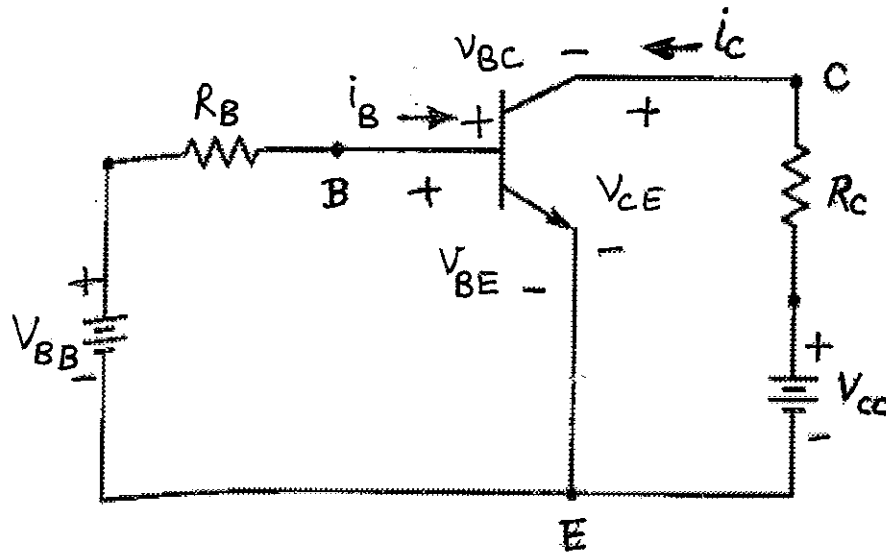 v_BC - i_C
C
R_B i_B +
+
B + v_CE R_C
-
v_BE -
+
V_BB
-
+
V_CC
-
E